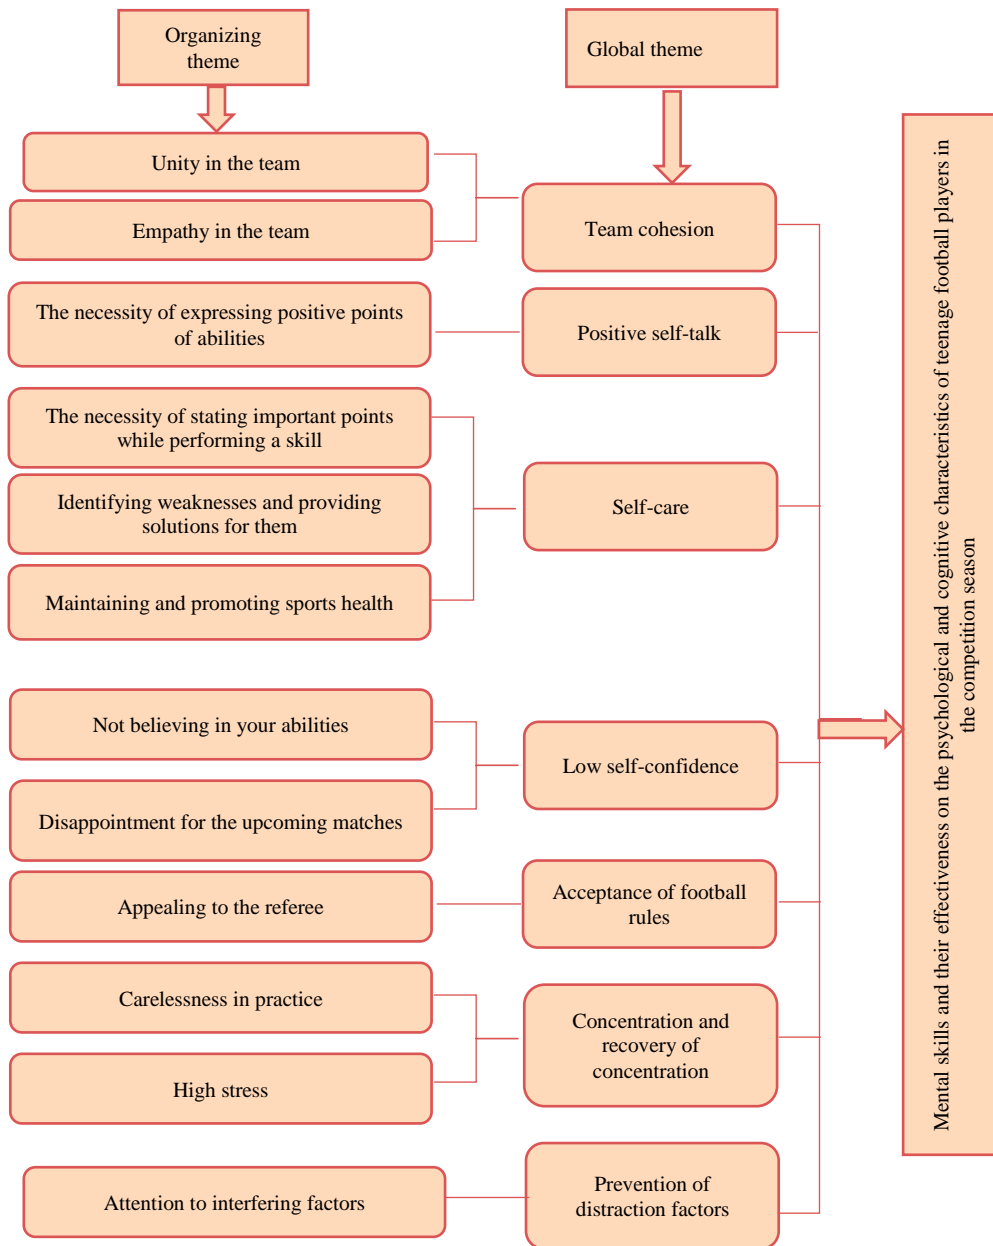 Organizing
theme
Global theme
Unity in the team
Empathy in the team
Team cohesion
The necessity of expressing positive points
of abilities
Positive self-talk
The necessity of stating important points
while performing a skill
Identifying weaknesses and providing
solutions for them
Maintaining and promoting sports health
Self-care
Not believing in your abilities
Disappointment for the upcoming matches
Low self-confidence
Appealing to the referee
Acceptance of football
rules
Carelessness in practice
High stress
Concentration and
recovery of
concentration
Attention to interfering factors
Prevention of
distraction factors
Mental skills and their effectiveness on the psychological and cognitive characteristics of teenage football players in
the competition season